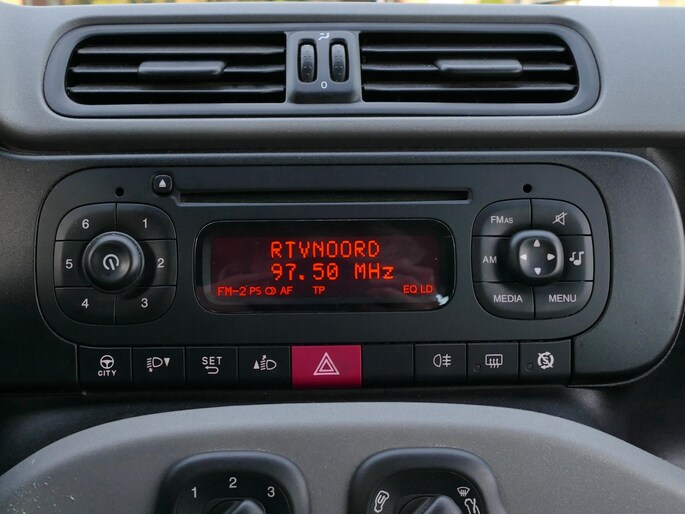 0
6 1
5 2
4 3
RTVNOORD
97.50 MHz
FM-2 PS AF TP EQ LD
FMAS
AM
MEDIA MENU
CITY SET
1 2 3